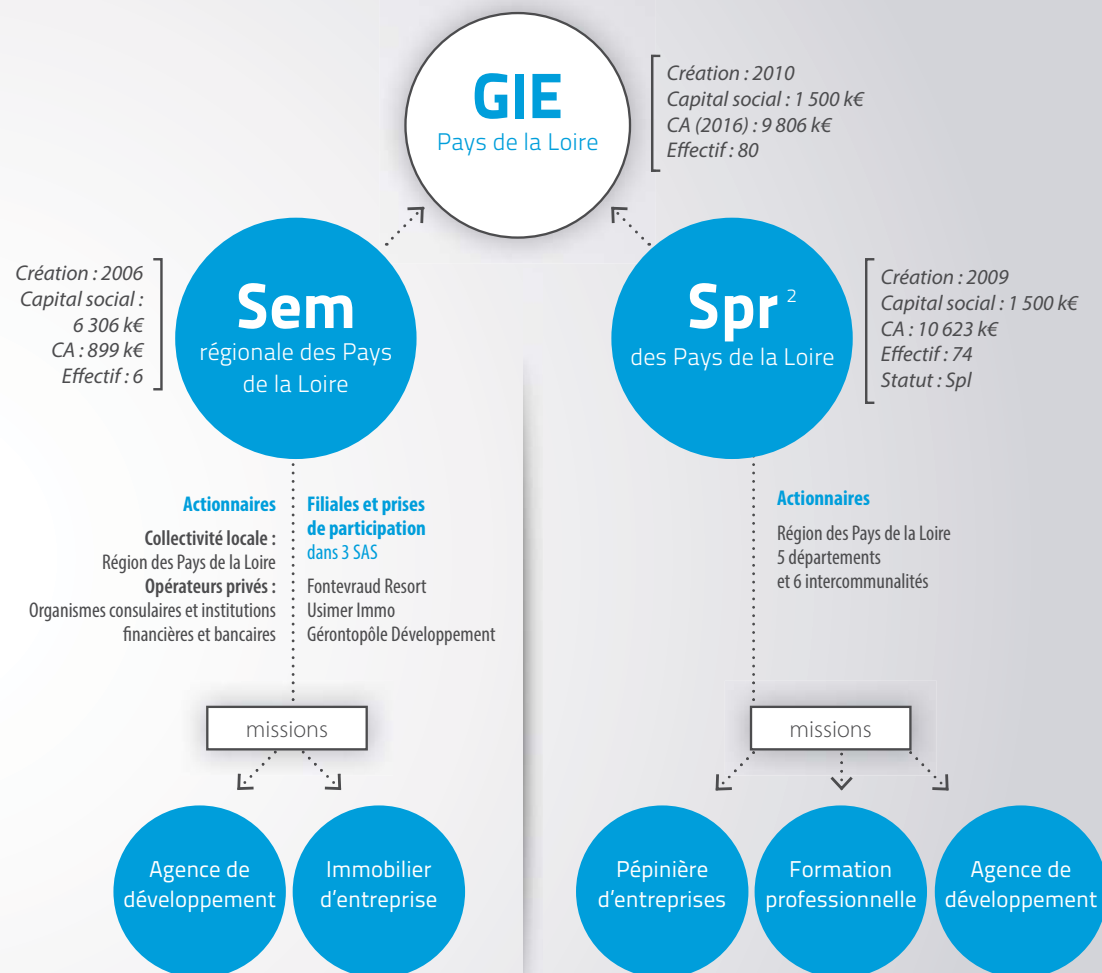 GIE
Pays de la Loire
Création : 2010
Capital social : 1 500 k€
CA (2016) : 9 806 k€
Effectif : 80
Création : 2006
Capital social :
6 306 k€
CA : 899 k€
Effectif : 6
Sem
régionale des Pays
de la Loire
Spr 2
des Pays de la Loire
Création : 2009
Capital social : 1 500 k€
CA : 10 623 k€
Effectif : 74
Statut : Spl
Actionnaires
Collectivité locale :
Région des Pays de la Loire
Opérateurs privés :
Organismes consulaires et institutions
financières et bancaires
Filiales et prises
de participation
dans 3 SAS
Fontevraud Resort
Usimer Immo
Gérontopôle Développement
Actionnaires
Région des Pays de la Loire
5 départements
et 6 intercommunalités
missions
missions
Agence de
développement
Immobilier
d'entreprise
Pépinière
d'entreprises
Formation
professionnelle
Agence de
développement